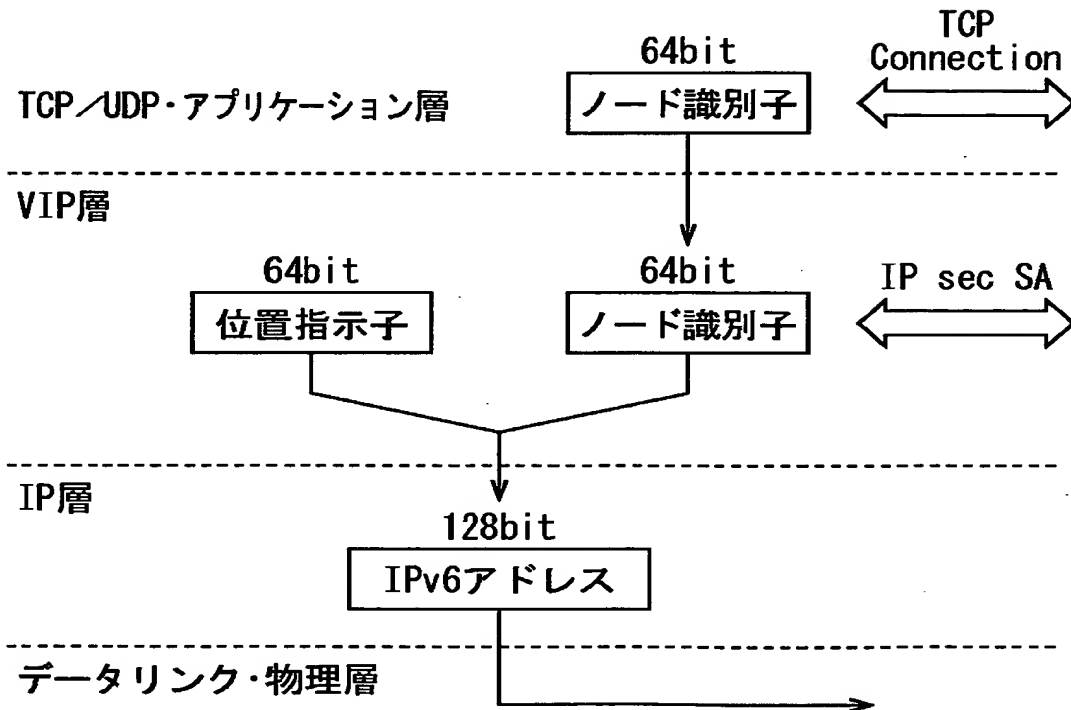 TCP
64bit
Connection
TCP／UDP・アプリケーション層
ノード識別子
VIP層
64bit
64bit
IP sec SA
位置指示子
ノード識別子
IP層
128bit
IPv6アドレス
データリンク・物理層